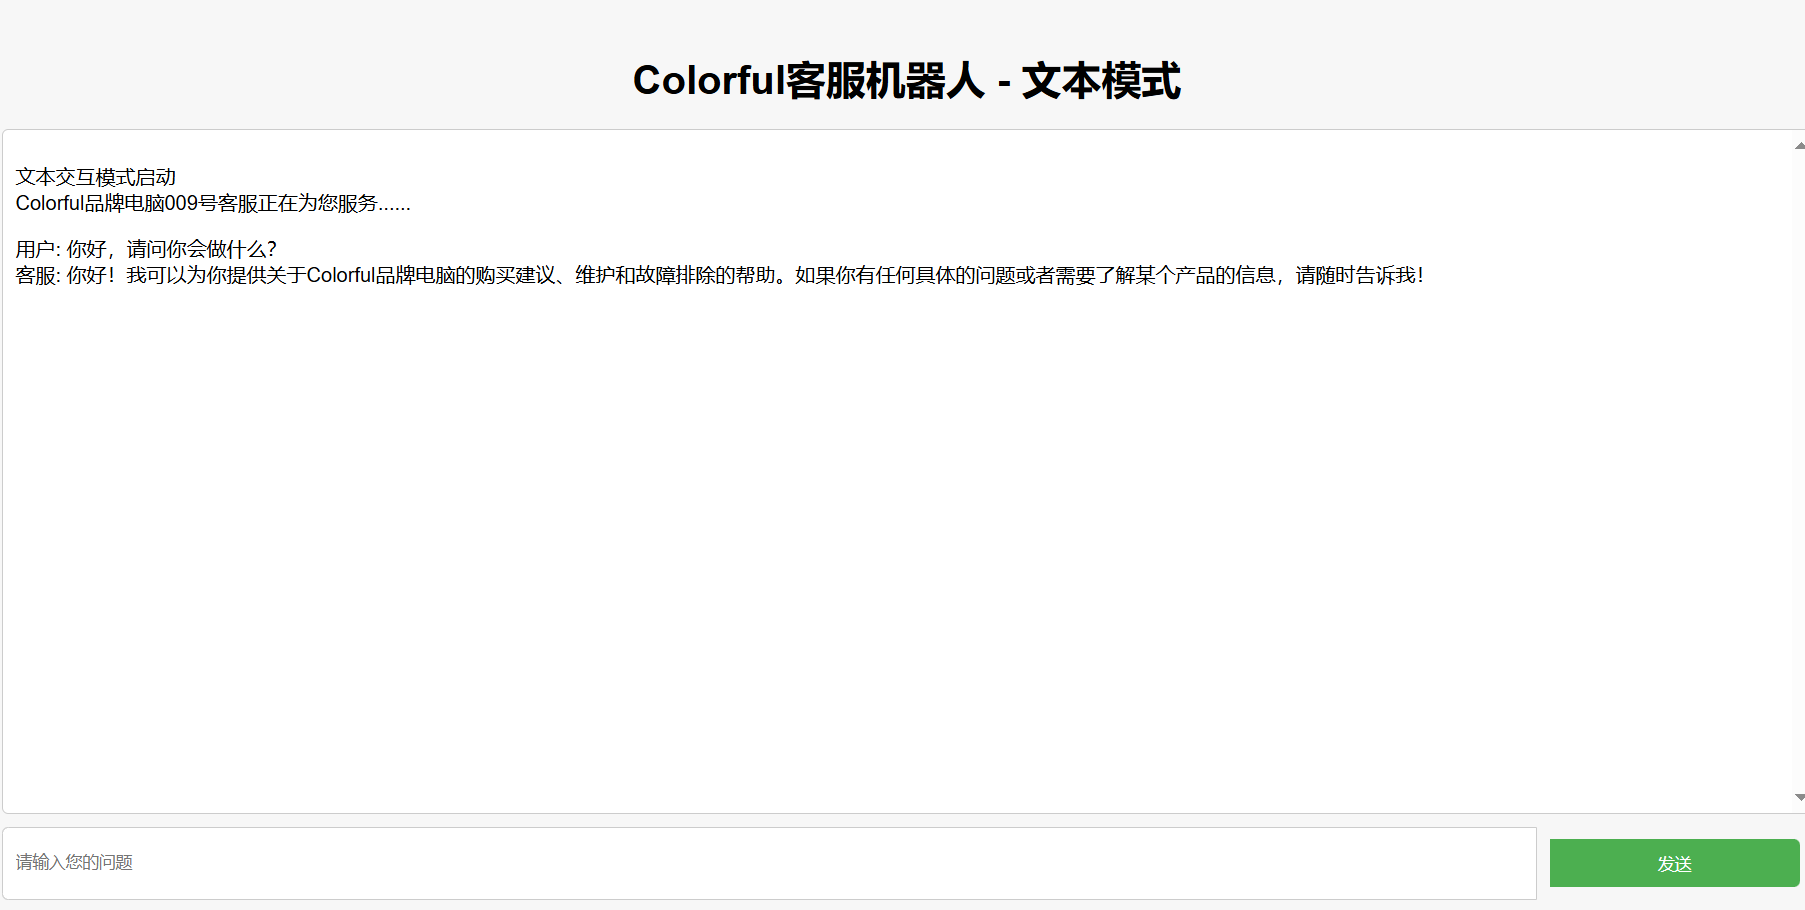 Colorful客服机器人 - 文本模式
文本交互模式启动
Colorful品牌电脑009号客服正在为您服务......
用户: 你好，请问你会做什么?
客服: 你好！我可以为你提供关于Colorful品牌电脑的购买建议、维护和故障排除的帮助。如果你有任何具体的问题或者需要了解某个产品的信息，请随时告诉我！
请输入您的问题
发送